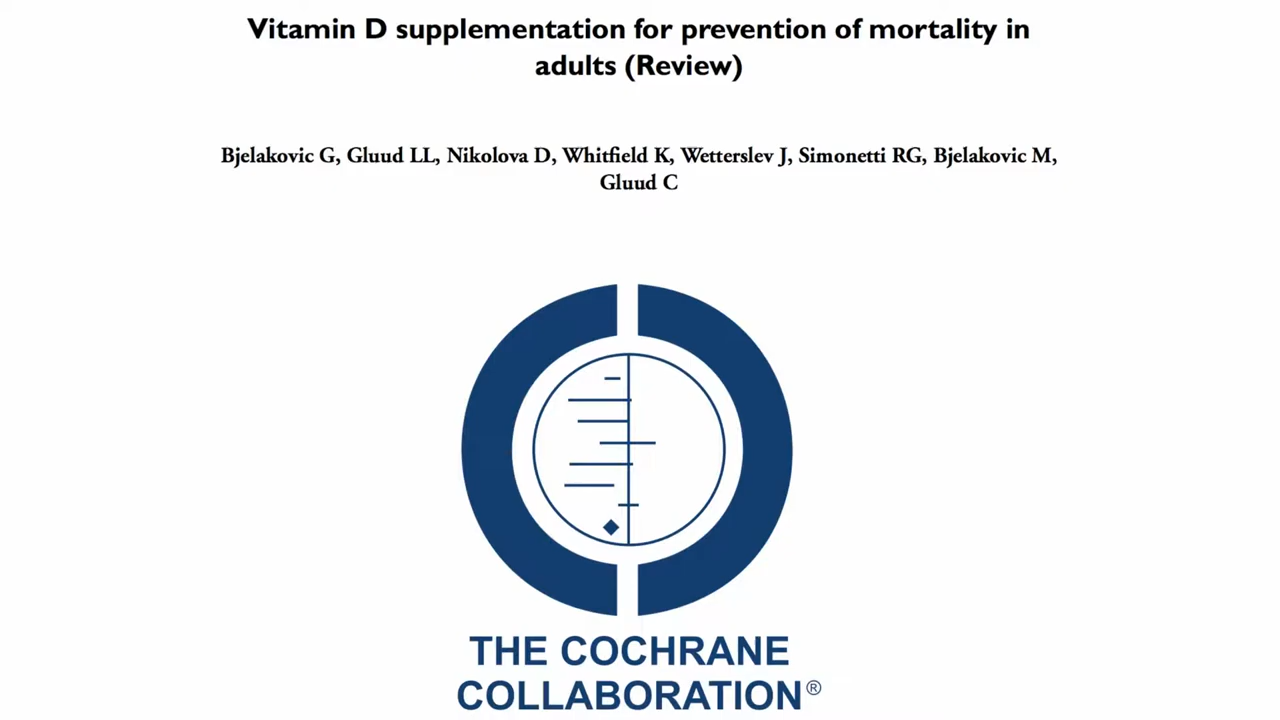 Vitamin D supplementation for prevention of mortality in
adults (Review)
Bjelakovic G, Gluud LL, Nikolova D, Whitfield K, Wetterslev J, Simonetti RG, Bjelakovic M,
Gluud C
THE COCHRANE
COLLABORATION®